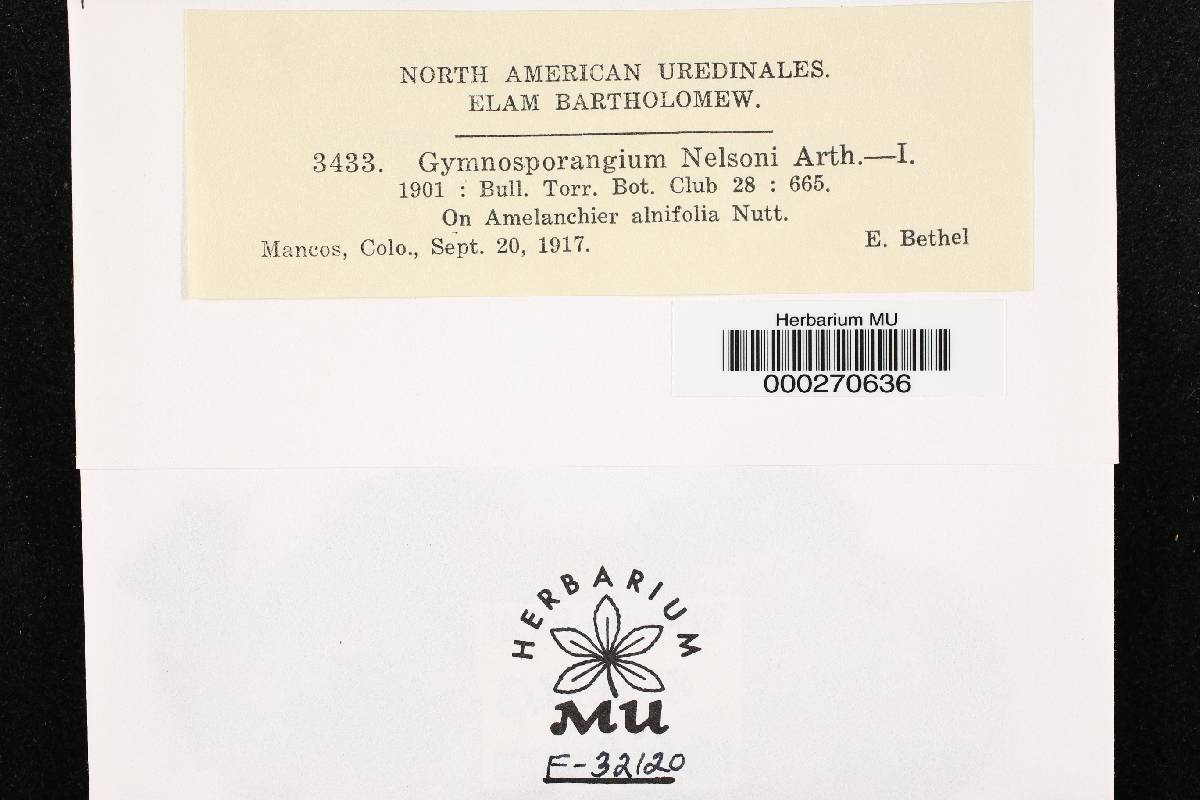 NORTH AMERICAN UREDINALES.
ELAM BARTHOLOMEW.
3433. Gymnosporangium Nelsoni Arth.—I.
1901 : Bull. Torr. Bot. Club 28 : 665.
On Amelanchier alnifolia Nutt.
Mancos, Colo., Sept. 20, 1917. E. Bethel
Herbarium MU
000270636
HERBARIUM
MU
F-32120